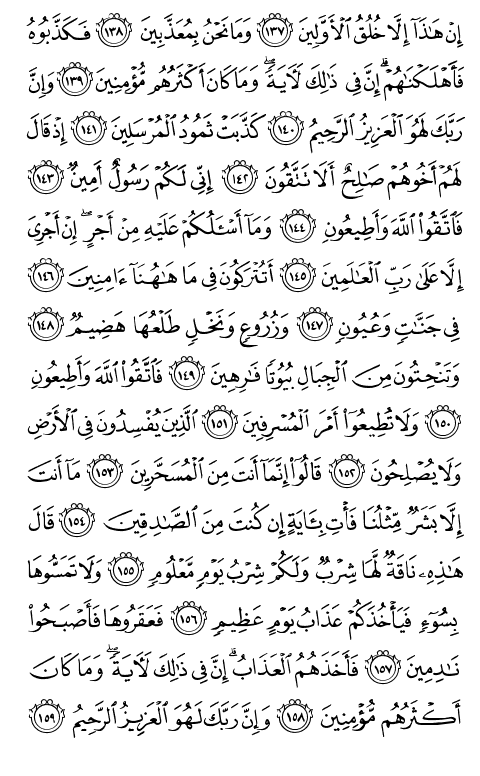 إِنْ هَٰذَآ إِلَّا خُلُقُ ٱلْأَوَّلِينَ ١٣٧ وَمَا نَحْنُ بِمُعَذَّبِينَ ١٣٨ فَكَذَّبُوهُ
فَأَهْلَكْنَٰهُمْ ۗ إِنَّ فِى ذَٰلِكَ لَـَٔايَةً ۖ وَمَا كَانَ أَكْثَرُهُم مُّؤْمِنِينَ ١٣٩ وَإِنَّ
رَبَّكَ لَهُوَ ٱلْعَزِيزُ ٱلرَّحِيمُ ١٤٠ كَذَّبَتْ ثَمُودُ ٱلْمُرْسَلِينَ ١٤١ إِذْ قَالَ
لَهُمْ أَخُوهُمْ صَٰلِحٌ أَلَا تَتَّقُونَ ١٤٢ إِنِّى لَكُمْ رَسُولٌ أَمِينٌ ١٤٣
فَٱتَّقُوا۟ ٱللَّهَ وَأَطِيعُونِ ١٤٤ وَمَآ أَسْـَٔلُكُمْ عَلَيْهِ مِنْ أَجْرٍ ۖ إِنْ أَجْرِىَ
إِلَّا عَلَىٰ رَبِّ ٱلْعَٰلَمِينَ ١٤٥ أَتُتْرَكُونَ فِى مَا هَٰهُنَآ ءَامِنِينَ ١٤٦
فِى جَنَّٰتٍ وَعُيُونٍ ١٤٧ وَزُرُوعٍ وَنَخْلٍ طَلْعُهَا هَضِيمٌ ١٤٨
وَتَنْحِتُونَ مِنَ ٱلْجِبَالِ بُيُوتًا فَٰرِهِينَ ١٤٩ فَٱتَّقُوا۟ ٱللَّهَ وَأَطِيعُونِ
١٥٠ وَلَا تُطِيعُوٓا۟ أَمْرَ ٱلْمُسْرِفِينَ ١٥١ ٱلَّذِينَ يُفْسِدُونَ فِى ٱلْأَرْضِ
وَلَا يُصْلِحُونَ ١٥٢ قَالُوٓا۟ إِنَّمَآ أَنتَ مِنَ ٱلْمُسَحَّرِينَ ١٥٣ مَآ أَنتَ
إِلَّا بَشَرٌ مِّثْلُنَا فَأْتِ بِـَٔايَةٍ إِن كُنتَ مِنَ ٱلصَّٰدِقِينَ ١٥٤ قَالَ
هَٰذِهِۦ نَاقَةٌ لَّهَا شِرْبٌ وَلَكُمْ شِرْبُ يَوْمٍ مَّعْلُومٍ ١٥٥ وَلَا تَمَسُّوهَا
بِسُوٓءٍ فَيَأْخُذَكُمْ عَذَابُ يَوْمٍ عَظِيمٍ ١٥٦ فَعَقَرُوهَا فَأَصْبَحُوا۟
نَٰدِمِينَ ١٥٧ فَأَخَذَهُمُ ٱلْعَذَابُ ۗ إِنَّ فِى ذَٰلِكَ لَـَٔايَةً ۖ وَمَا كَانَ
أَكْثَرُهُم مُّؤْمِنِينَ ١٥٨ وَإِنَّ رَبَّكَ لَهُوَ ٱلْعَزِيزُ ٱلرَّحِيمُ ١٥٩